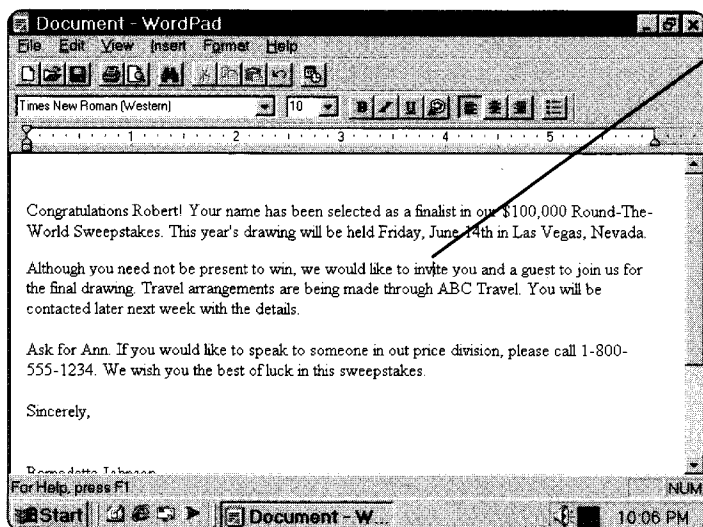 Document - WordPad
File Edit View Insert Format Help
Times New Roman (Western) 10 B U
1 2 3 4 5
Congratulations Robert! Your name has been selected as a finalist in our $100,000 Round-The-
World Sweepstakes. This year's drawing will be held Friday, June 14th in Las Vegas, Nevada.
Although you need not be present to win, we would like to invite you and a guest to join us for
the final drawing. Travel arrangements are being made through ABC Travel. You will be
contacted later next week with the details.
Ask for Ann. If you would like to speak to someone in out price division, please call 1-800-
555-1234. We wish you the best of luck in this sweepstakes.
Sincerely,
For Help, press F1 NUM
Start Document - W... 10:06 PM